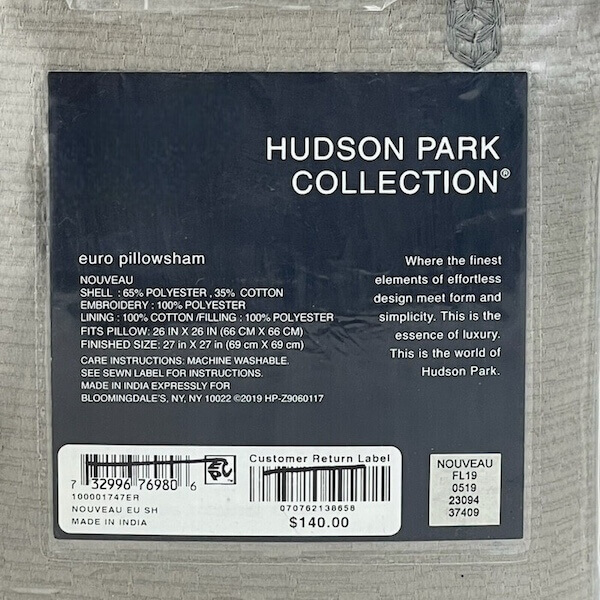 HUDSON PARK
COLLECTION®
euro pillowsham
NOUVEAU
SHELL : 65% POLYESTER , 35% COTTON
EMBROIDERY : 100% POLYESTER
LINING : 100% COTTON /FILLING : 100% POLYESTER
FITS PILLOW: 26 IN X 26 IN (66 CM X 66 CM)
FINISHED SIZE: 27 in X 27 in (69 cm X 69 cm)
CARE INSTRUCTIONS: MACHINE WASHABLE.
SEE SEWN LABEL FOR INSTRUCTIONS.
MADE IN INDIA EXPRESSLY FOR
BLOOMINGDALE'S, NY, NY 10022 ©2019 HP-Z9060117
Where the finest
elements of effortless
design meet form and
simplicity. This is the
essence of luxury.
This is the world of
Hudson Park.
7 32996 76980 6
100001747ER
NOUVEAU EU SH
MADE IN INDIA
Customer Return Label
070762138658
$140.00
NOUVEAU
FL19
0519
23094
37409